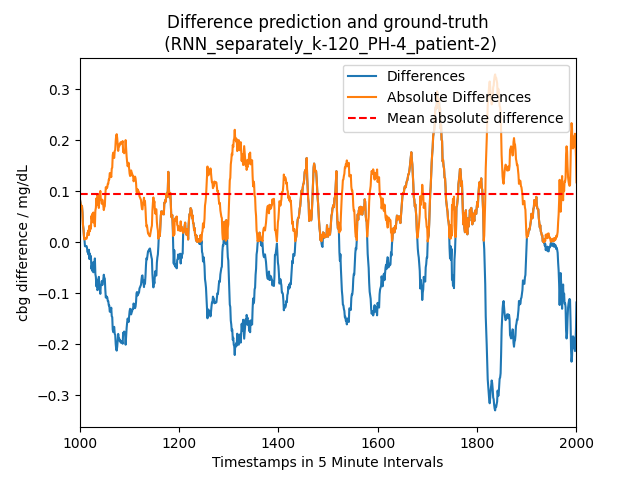 Difference prediction and ground-truth
(RNN_separately_k-120_PH-4_patient-2)
Differences
Absolute Differences
Mean absolute difference
cbg difference / mg/dL
0.3
0.2
0.1
0.0
−0.1
−0.2
−0.3
1000 1200 1400 1600 1800 2000
Timestamps in 5 Minute Intervals